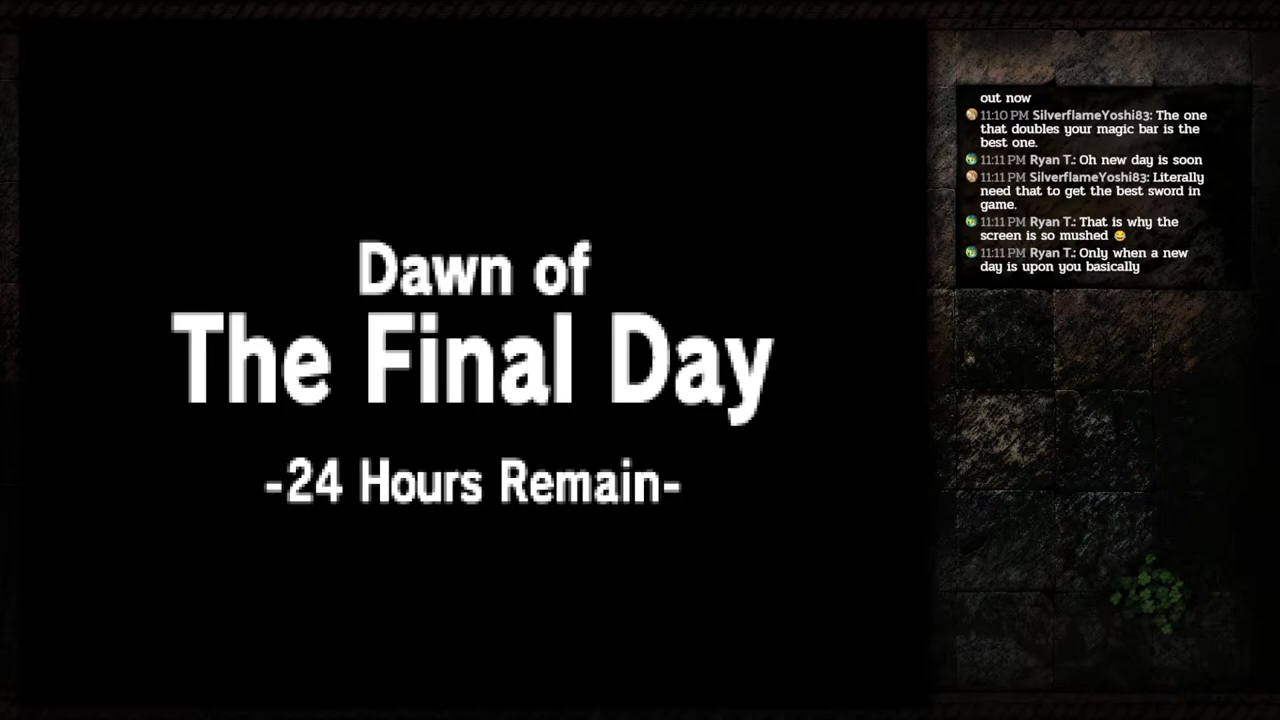 Dawn of
The Final Day
-24 Hours Remain-
out now
11:10 PM SilverflameYoshi83: The one
that doubles your magic bar is the
best one.
11:11 PM Ryan T.: Oh new day is soon
11:11 PM SilverflameYoshi83: Literally
need that to get the best sword in
game.
11:11 PM Ryan T.: That is why the
screen is so mushed 😂
11:11 PM Ryan T.: Only when a new
day is upon you basically